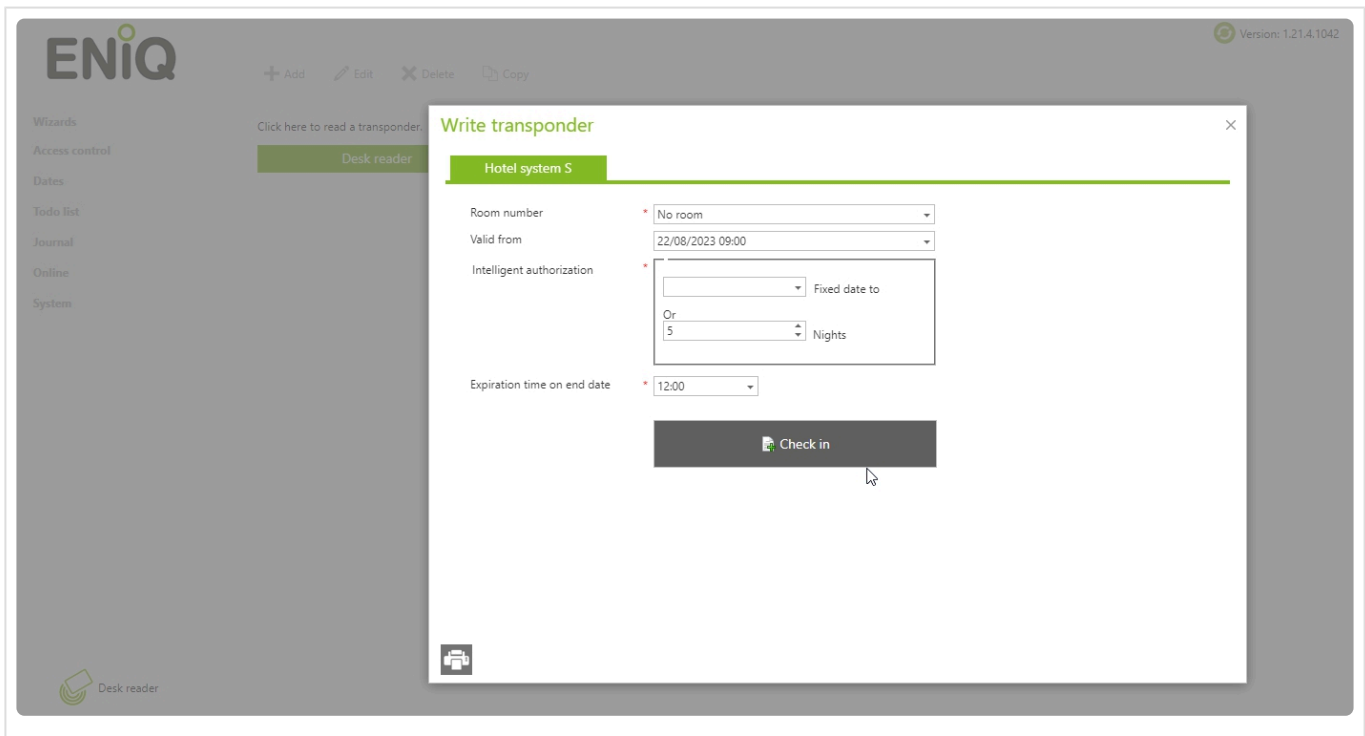 ENiQ
Version: 1.21.4.1042
Add Edit Delete Copy
Wizards
Access control
Dates
Todo list
Journal
Online
System
Click here to read a transponder.
Desk reader
Write transponder
Hotel system S
Room number * No room
Valid from 22/08/2023 09:00
Intelligent authorization *
Fixed date to
Or
5 Nights
Expiration time on end date * 12:00
Check in
Desk reader